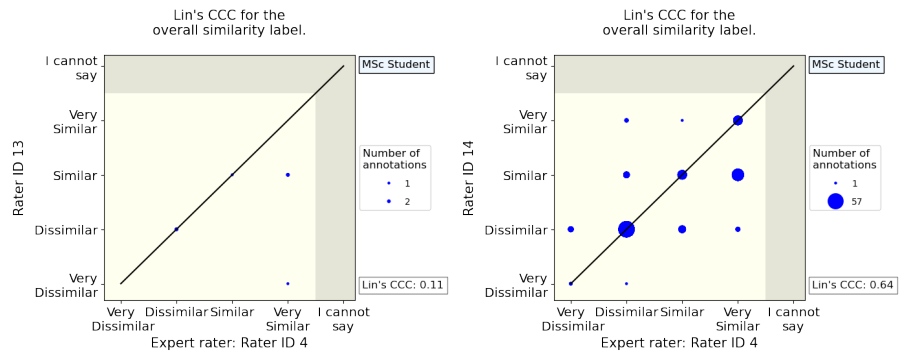 Lin's CCC for the
overall similarity label.
I cannot
say
Very
Similar
Similar
Dissimilar
Very
Dissimilar
Rater ID 13
Very
Dissimilar
Dissimilar
Similar
Very
Similar
I cannot
say
Expert rater: Rater ID 4
MSc Student
Number of
annotations
1
2
Lin's CCC: 0.11
Lin's CCC for the
overall similarity label.
I cannot
say
Very
Similar
Similar
Dissimilar
Very
Dissimilar
Rater ID 14
Very
Dissimilar
Dissimilar
Similar
Very
Similar
I cannot
say
Expert rater: Rater ID 4
MSc Student
Number of
annotations
1
57
Lin's CCC: 0.64